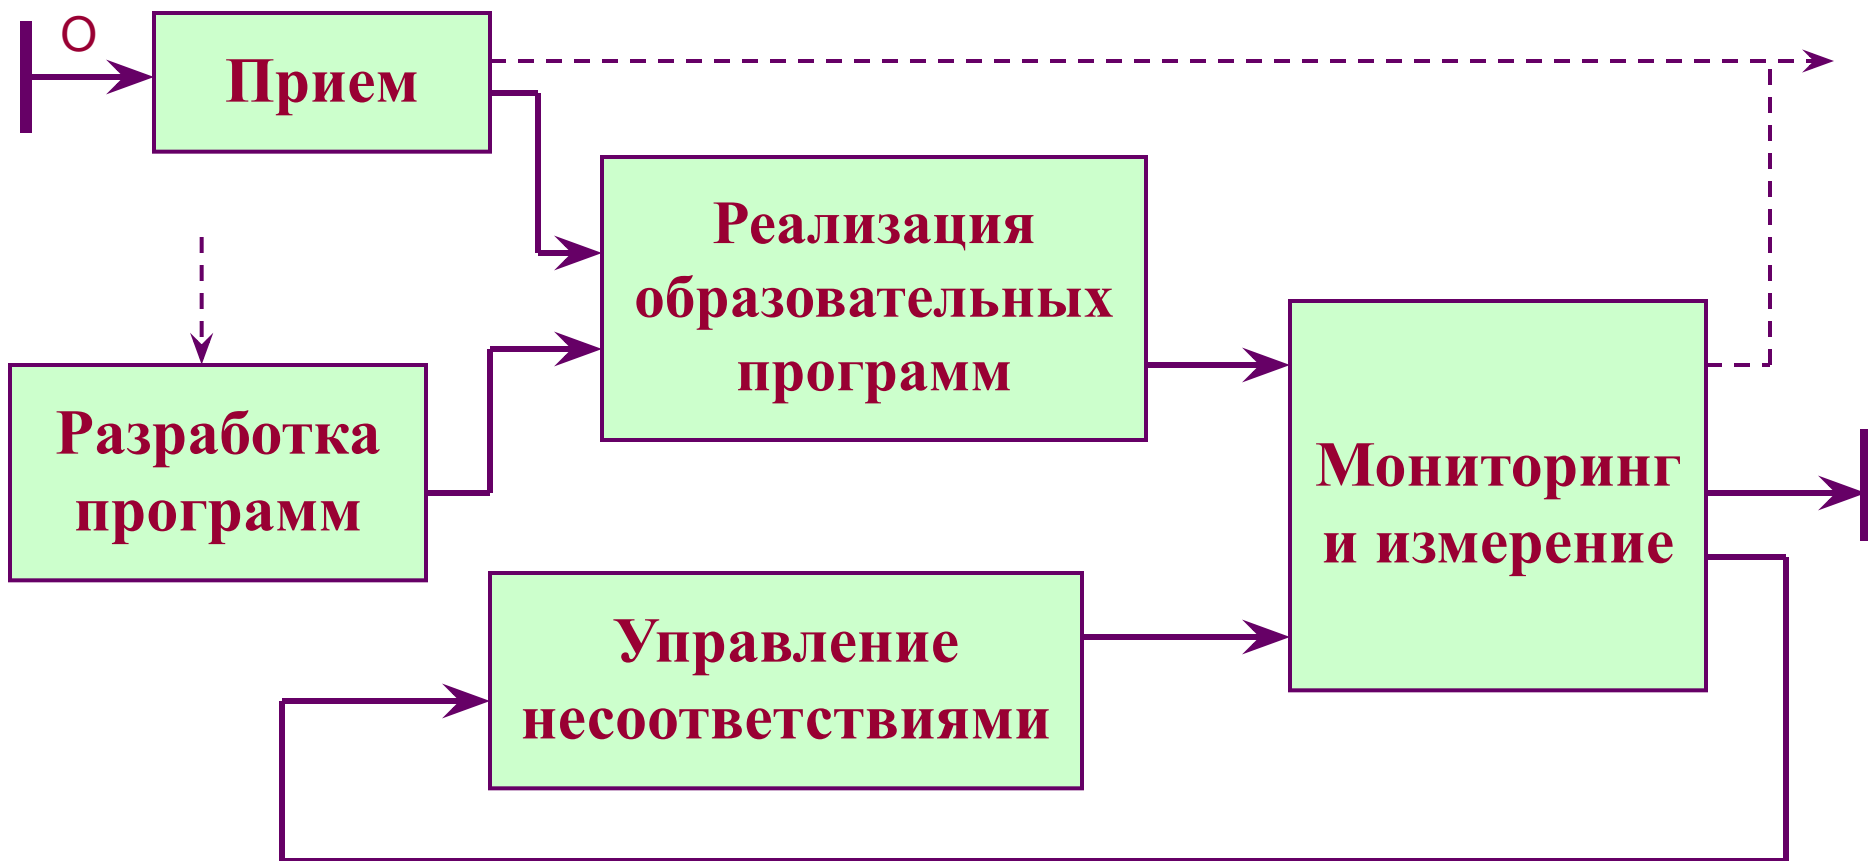 О
Прием
Реализация
образовательных
программ
Разработка
программ
Мониторинг
и измерение
Управление
несоответствиями